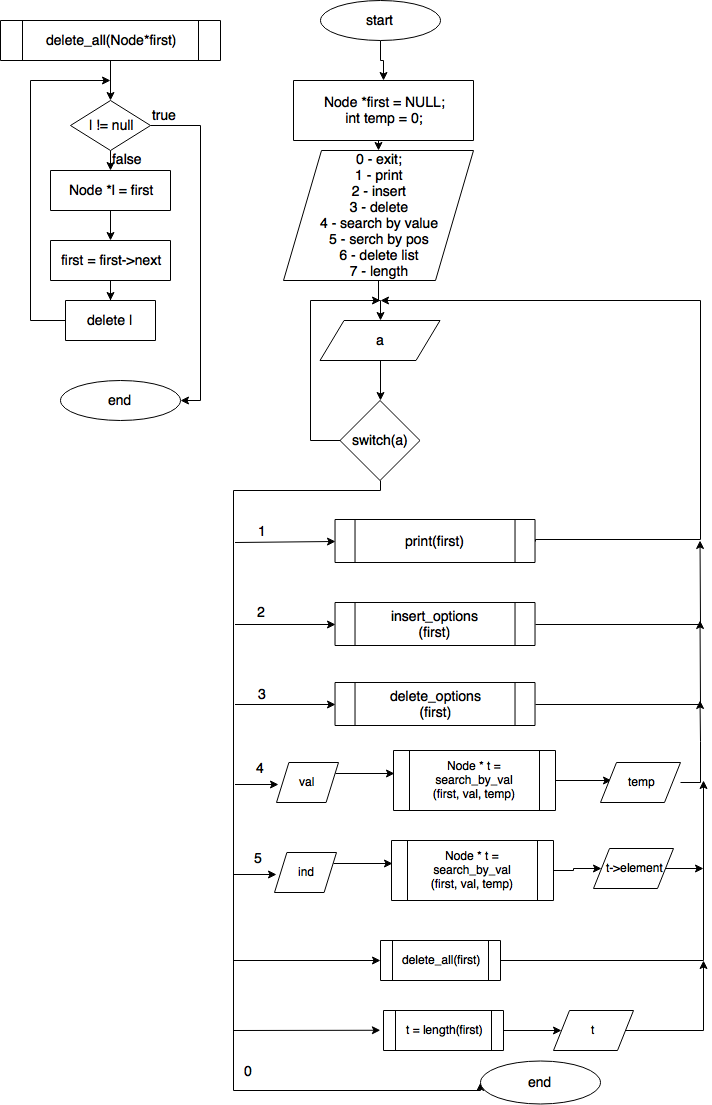 delete_all(Node*first)
l != null
true
false
Node *l = first
first = first->next
delete l
end
start
Node *first = NULL;
int temp = 0;
0 - exit;
1 - print
2 - insert
3 - delete
4 - search by value
5 - serch by pos
6 - delete list
7 - length
a
switch(a)
1
print(first)
2
insert_options
(first)
3
delete_options
(first)
4
val
Node * t =
search_by_val
(first, val, temp)
temp
5
ind
Node * t =
search_by_val
(first, val, temp)
t->element
delete_all(first)
t = length(first)
t
0
end